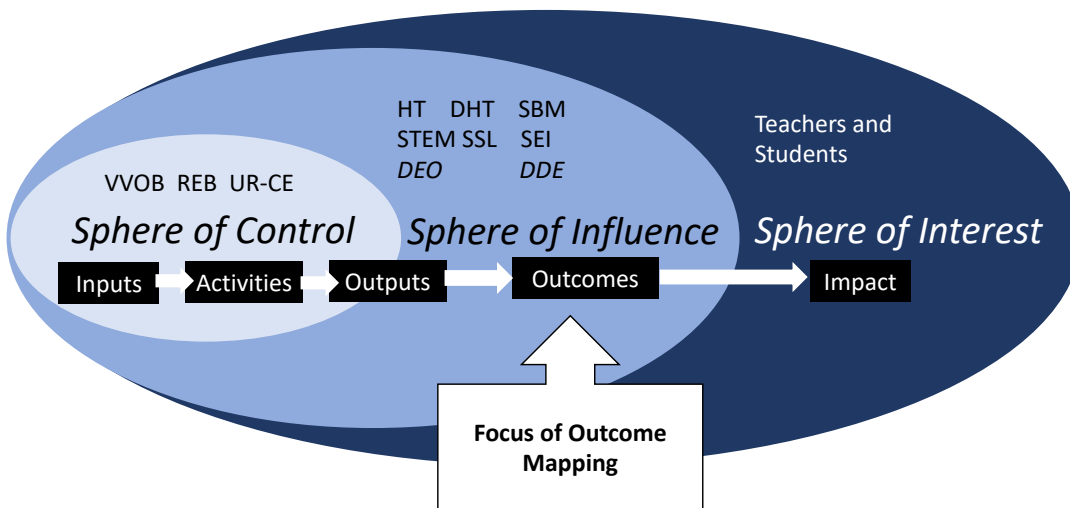 HT DHT SBM
STEM SSL SEI
DEO DDE
Teachers and
Students
VVOB REB UR-CE
Sphere of Control
Sphere of Influence
Sphere of Interest
Inputs
Activities
Outputs
Outcomes
Impact
Focus of Outcome
Mapping